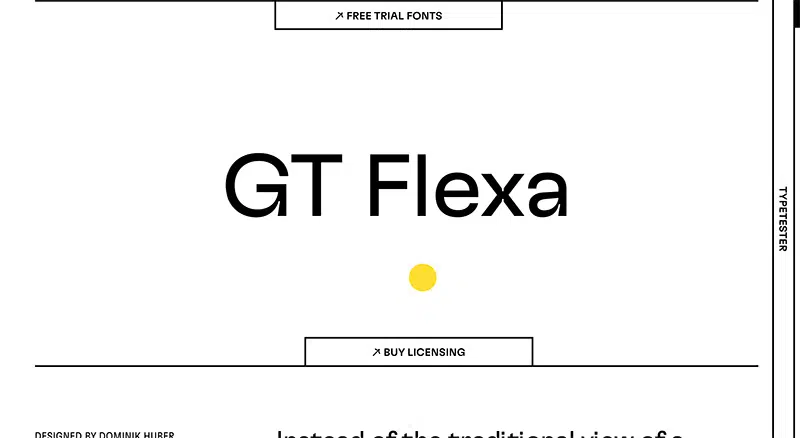 ↗ FREE TRIAL FONTS
GT Flexa
↗ BUY LICENSING
TYPETESTER
DESIGNED BY DOMINIK HUBER
Instead of the traditional view of a